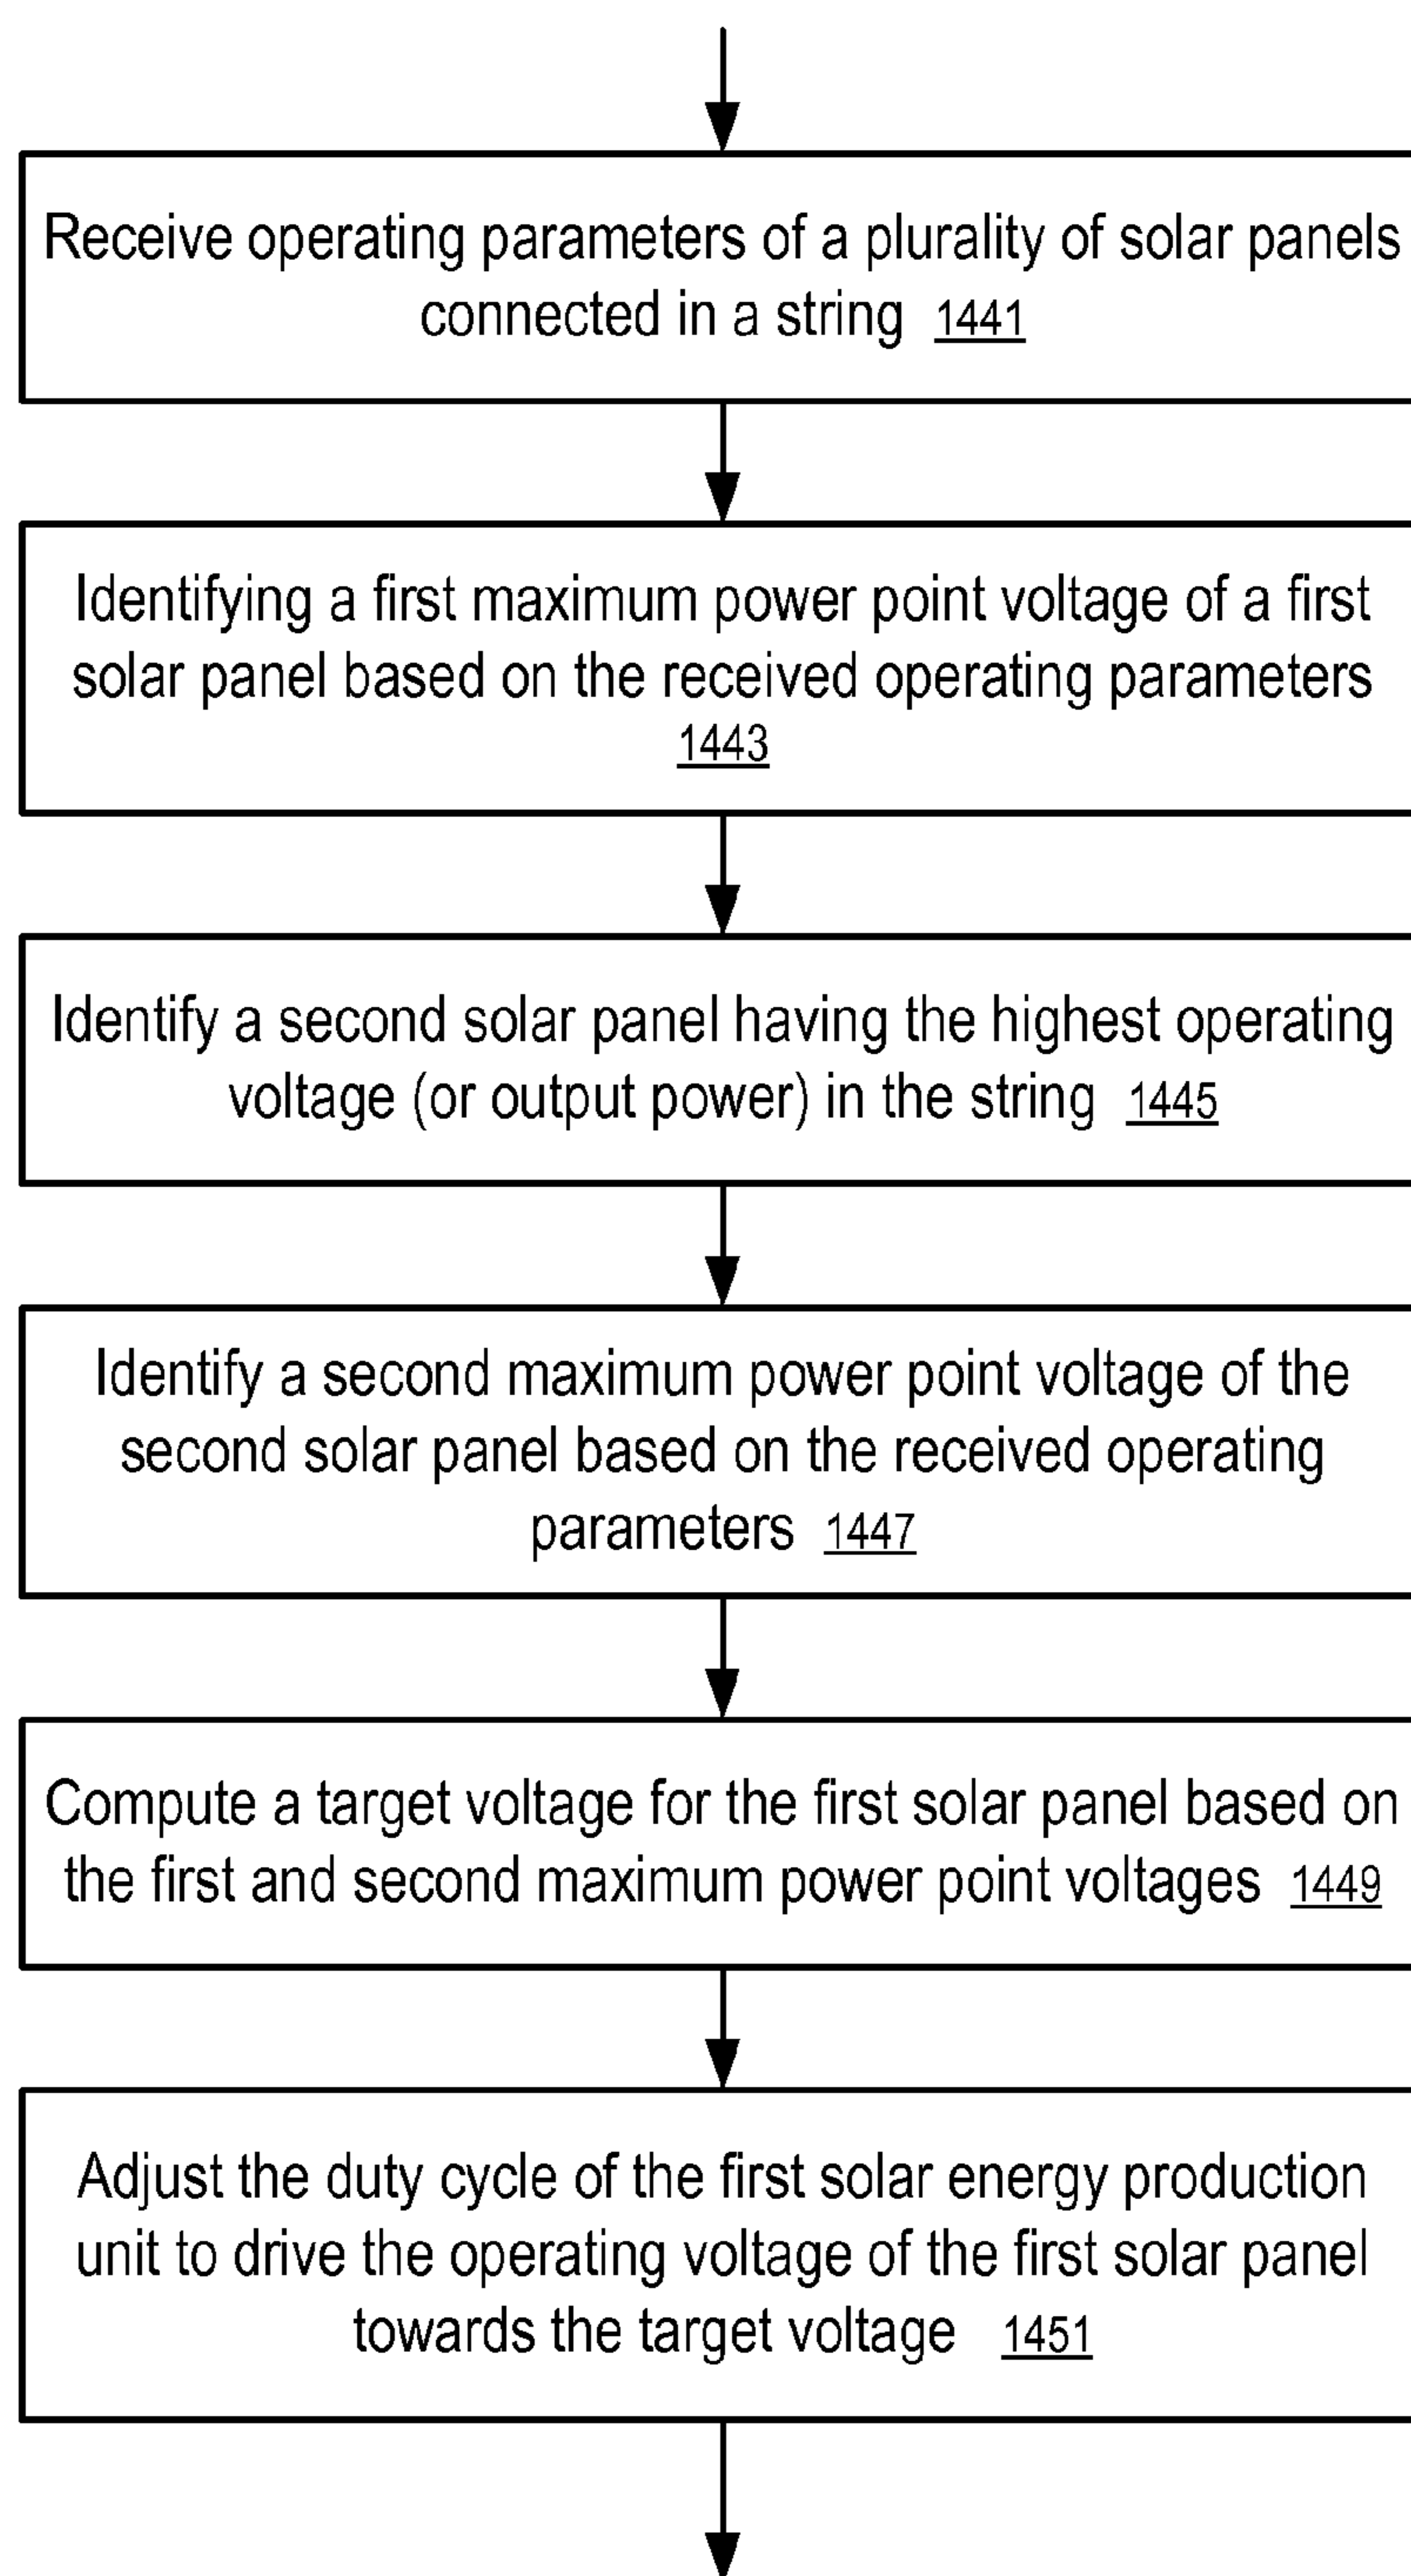 Receive operating parameters of a plurality of solar panels
connected in a string 1441
Identifying a first maximum power point voltage of a first
solar panel based on the received operating parameters
1443
Identify a second solar panel having the highest operating
voltage (or output power) in the string 1445
Identify a second maximum power point voltage of the
second solar panel based on the received operating
parameters 1447
Compute a target voltage for the first solar panel based on
the first and second maximum power point voltages 1449
Adjust the duty cycle of the first solar energy production
unit to drive the operating voltage of the first solar panel
towards the target voltage 1451